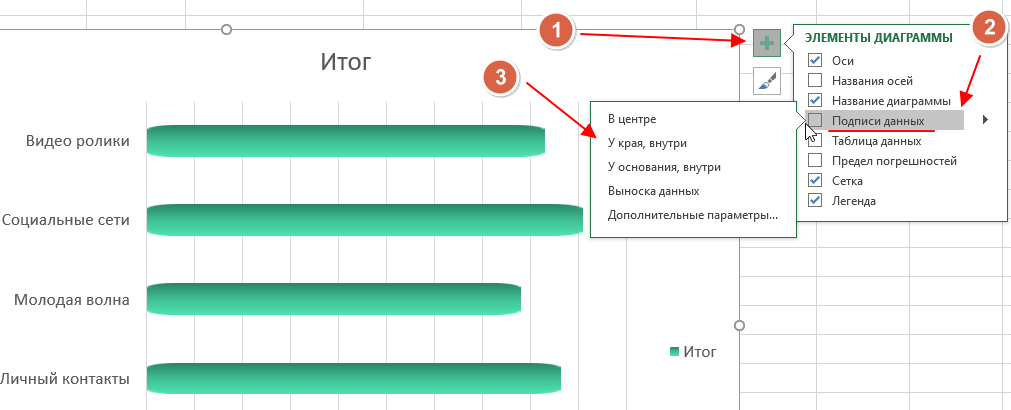 1
2
3
Итог
ЭЛЕМЕНТЫ ДИАГРАММЫ
Оси
Названия осей
Название диаграммы
Подписи данных
Таблица данных
Предел погрешностей
Сетка
Легенда
В центре
У края, внутри
У основания, внутри
Выноска данных
Дополнительные параметры...
Видео ролики
Социальные сети
Молодая волна
Личный контакты
Итог